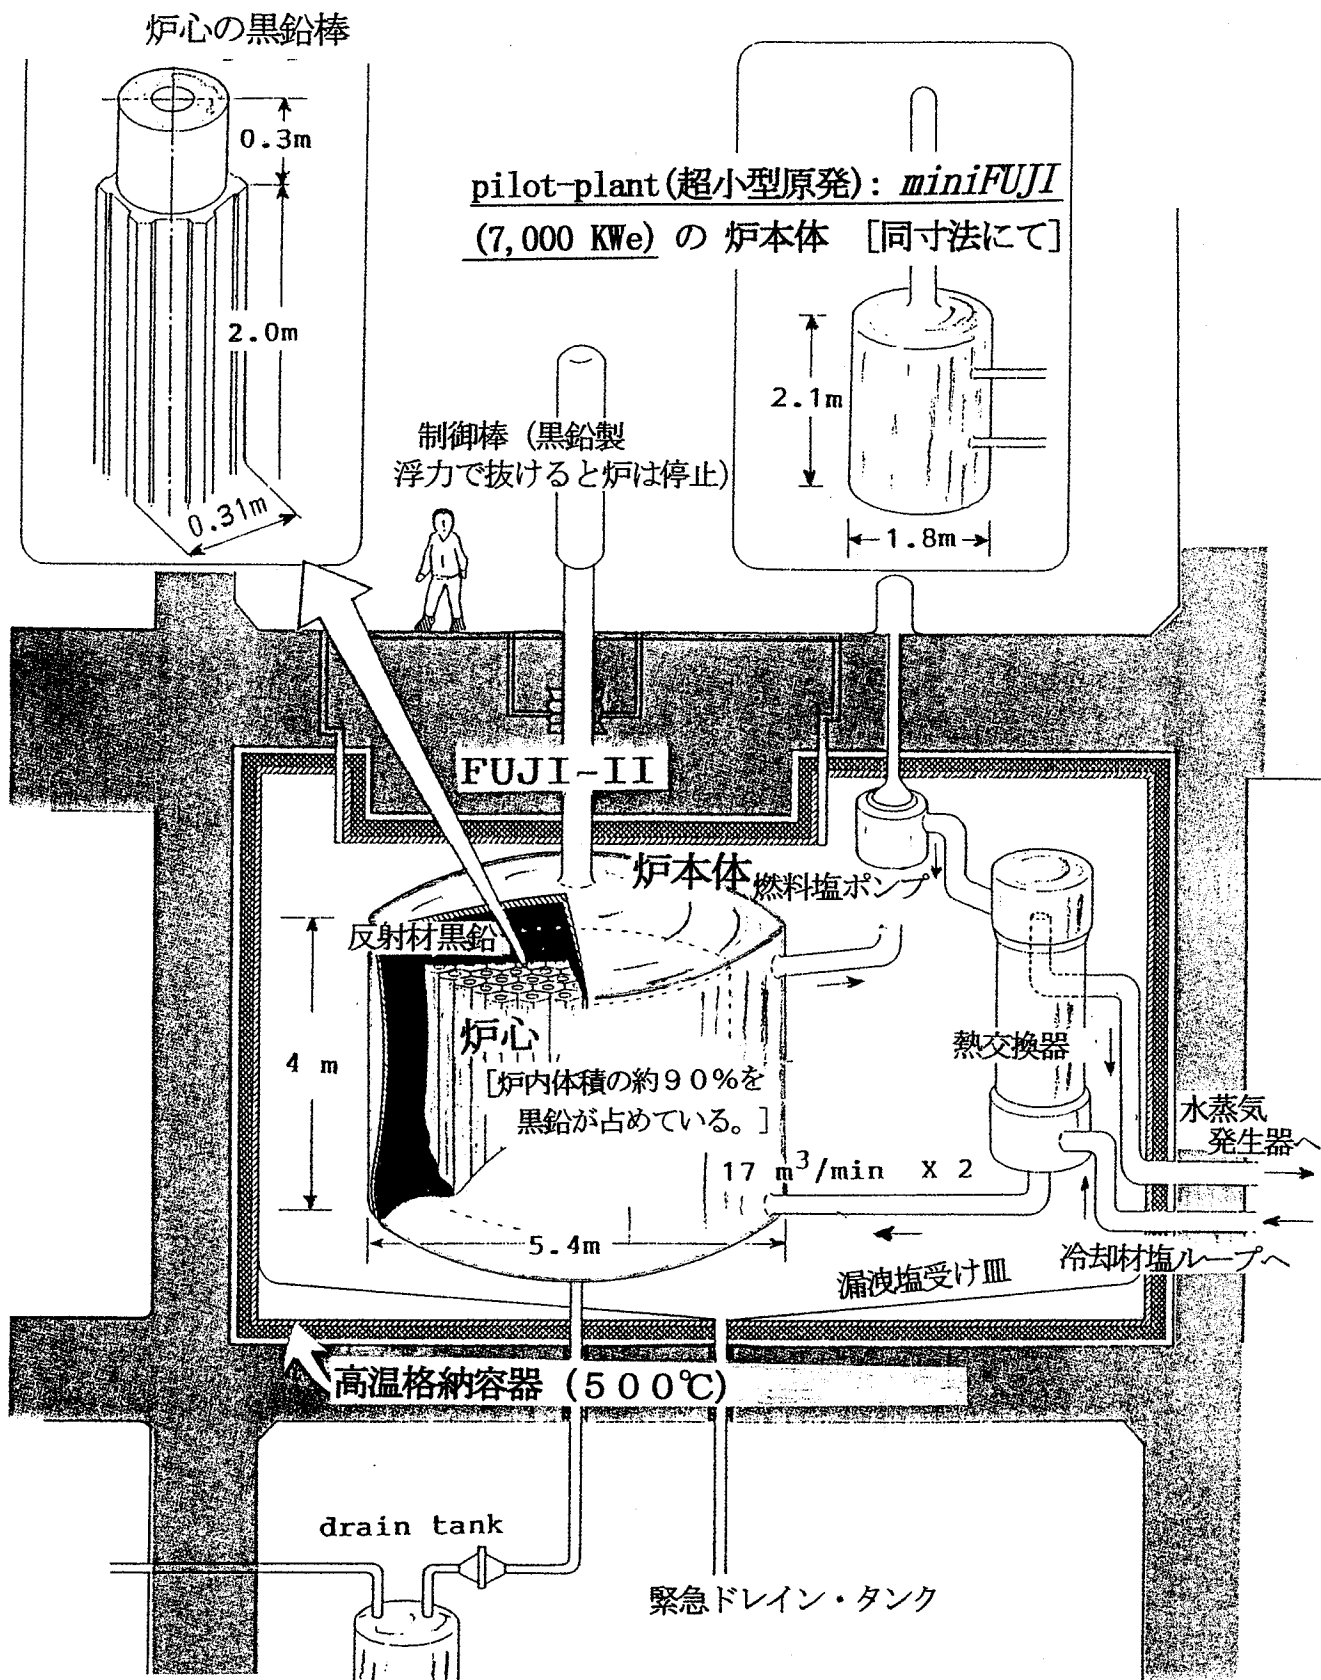 炉心の黒鉛棒
0.3m
2.0m
0.31m
pilot-plant(超小型原発): miniFUJI
(7,000 KWe) の 炉本体 [同寸法にて]
2.1m
1.8m
制御棒 (黒鉛製
浮力で抜けると炉は停止)
FUJI-II
炉本体
燃料塩ポンプ
反射材黒鉛
炉心
[炉内体積の約90%を
黒鉛が占めている。]
4 m
熱交換器
水蒸気
発生器へ
17 m³/min X 2
5.4m
冷却材塩ループへ
漏洩塩受け皿
高温格納容器 (500℃)
drain tank
緊急ドレイン・タンク